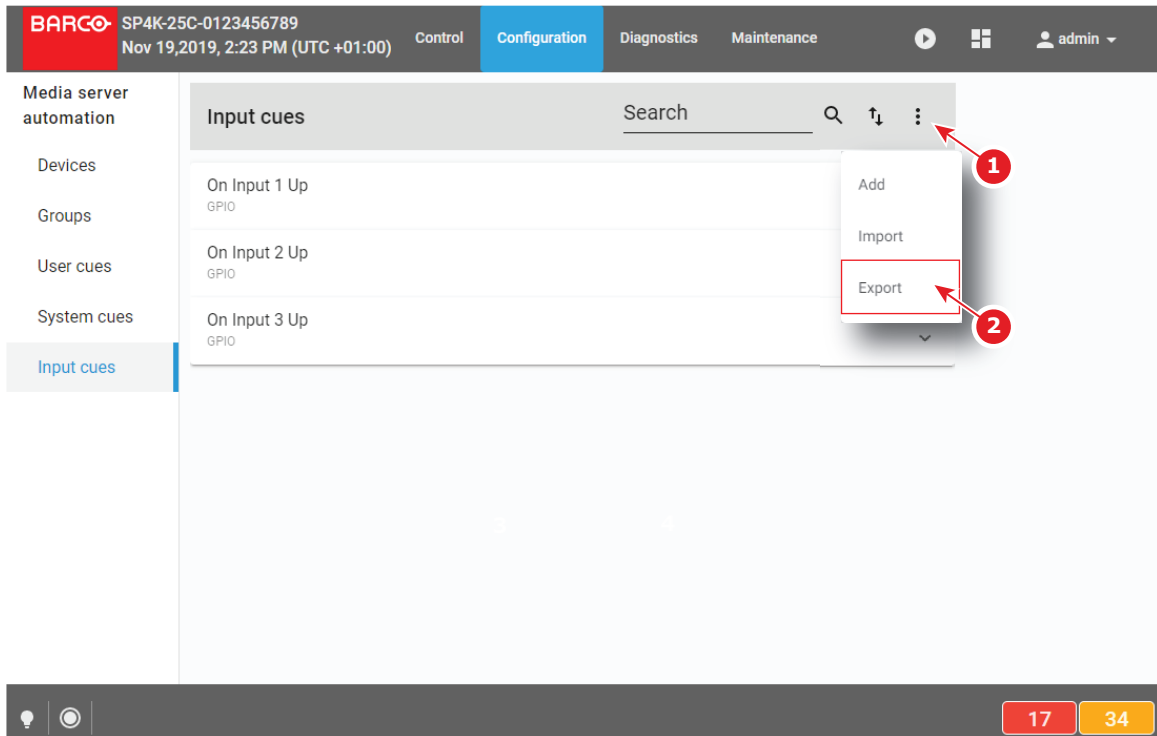 BARCO
SP4K-25C-0123456789
Nov 19,2019, 2:23 PM (UTC +01:00)
Control
Configuration
Diagnostics
Maintenance
admin
Media server
automation
Devices
Groups
User cues
System cues
Input cues
Input cues
Search
1
On Input 1 Up
GPIO
On Input 2 Up
GPIO
On Input 3 Up
GPIO
Add
Import
Export
2
17
34